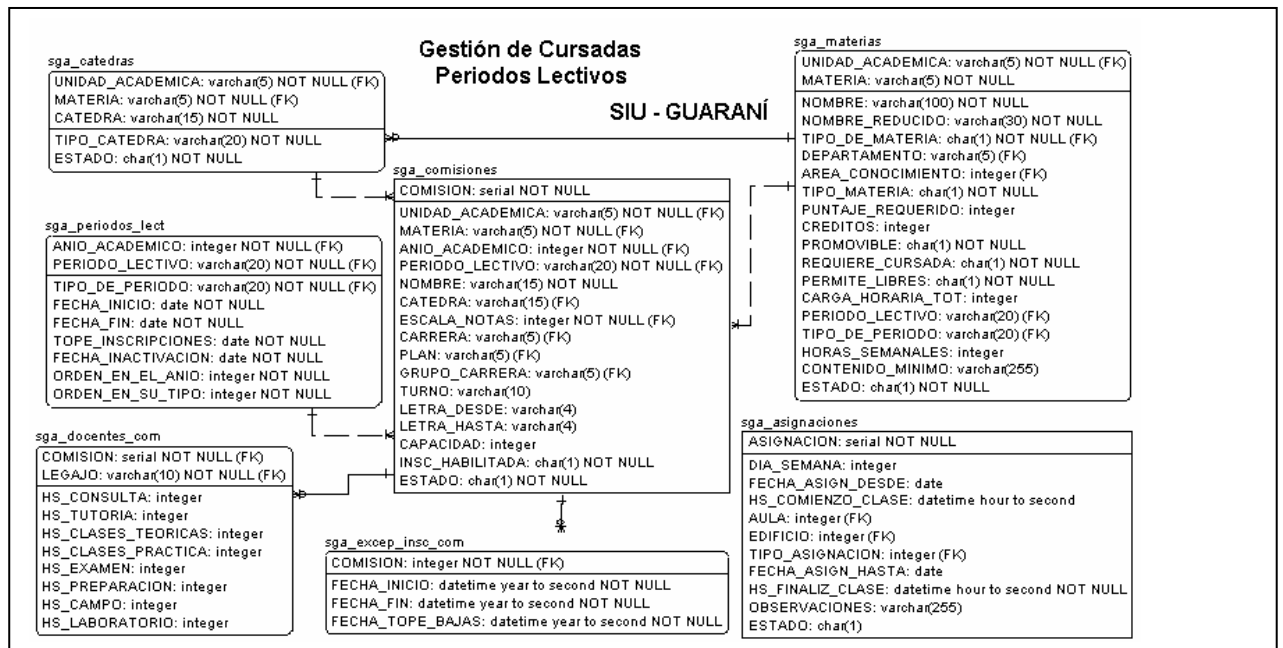 Gestión de Cursadas
Periodos Lectivos
SIU - GUARANÍ
sga_catedras
UNIDAD_ACADEMICA: varchar(5) NOT NULL (FK)
MATERIA: varchar(5) NOT NULL (FK)
CATEDRA: varchar(15) NOT NULL
TIPO_CATEDRA: varchar(20) NOT NULL
ESTADO: char(1) NOT NULL
sga_periodos_lect
ANIO_ACADEMICO: integer NOT NULL (FK)
PERIODO_LECTIVO: varchar(20) NOT NULL (FK)
TIPO_DE_PERIODO: varchar(20) NOT NULL (FK)
FECHA_INICIO: date NOT NULL
FECHA_FIN: date NOT NULL
TOPE_INSCRIPCIONES: date NOT NULL
FECHA_INACTIVACION: date NOT NULL
ORDEN_EN_EL_ANIO: integer NOT NULL
ORDEN_EN_SU_TIPO: integer NOT NULL
sga_docentes_com
COMISION: serial NOT NULL (FK)
LEGAJO: varchar(10) NOT NULL (FK)
HS_CONSULTA: integer
HS_TUTORIA: integer
HS_CLASES_TEORICAS: integer
HS_CLASES_PRACTICA: integer
HS_EXAMEN: integer
HS_PREPARACION: integer
HS_CAMPO: integer
HS_LABORATORIO: integer
sga_comisiones
COMISION: serial NOT NULL
UNIDAD_ACADEMICA: varchar(5) NOT NULL (FK)
MATERIA: varchar(5) NOT NULL (FK)
ANIO_ACADEMICO: integer NOT NULL (FK)
PERIODO_LECTIVO: varchar(20) NOT NULL (FK)
NOMBRE: varchar(15) NOT NULL
CATEDRA: varchar(15) (FK)
ESCALA_NOTAS: integer NOT NULL (FK)
CARRERA: varchar(5) (FK)
PLAN: varchar(5) (FK)
GRUPO_CARRERA: varchar(5) (FK)
TURNO: varchar(10)
LETRA_DESDE: varchar(4)
LETRA_HASTA: varchar(4)
CAPACIDAD: integer
INSC_HABILITADA: char(1) NOT NULL
ESTADO: char(1) NOT NULL
sga_excep_insc_com
COMISION: integer NOT NULL (FK)
FECHA_INICIO: datetime year to second NOT NULL
FECHA_FIN: datetime year to second NOT NULL
FECHA_TOPE_BAJAS: datetime year to second NOT NULL
sga_materias
UNIDAD_ACADEMICA: varchar(5) NOT NULL (FK)
MATERIA: varchar(5) NOT NULL
NOMBRE: varchar(100) NOT NULL
NOMBRE_REDUCIDO: varchar(30) NOT NULL
TIPO_DE_MATERIA: char(1) NOT NULL (FK)
DEPARTAMENTO: varchar(5) (FK)
AREA_CONOCIMIENTO: integer (FK)
TIPO_MATERIA: char(1) NOT NULL
PUNTAJE_REQUERIDO: integer
CREDITOS: integer
PROMOVIBLE: char(1) NOT NULL
REQUIERE_CURSADA: char(1) NOT NULL
PERMITE_LIBRES: char(1) NOT NULL
CARGA_HORARIA_TOT: integer
PERIODO_LECTIVO: varchar(20) (FK)
TIPO_DE_PERIODO: varchar(20) (FK)
HORAS_SEMANALES: integer
CONTENIDO_MINIMO: varchar(255)
ESTADO: char(1) NOT NULL
sga_asignaciones
ASIGNACION: serial NOT NULL
DIA_SEMANA: integer
FECHA_ASIGN_DESDE: date
HS_COMIENZO_CLASE: datetime hour to second
AULA: integer (FK)
EDIFICIO: integer (FK)
TIPO_ASIGNACION: integer (FK)
FECHA_ASIGN_HASTA: date
HS_FINALIZ_CLASE: datetime hour to second NOT NULL
OBSERVACIONES: varchar(255)
ESTADO: char(1)